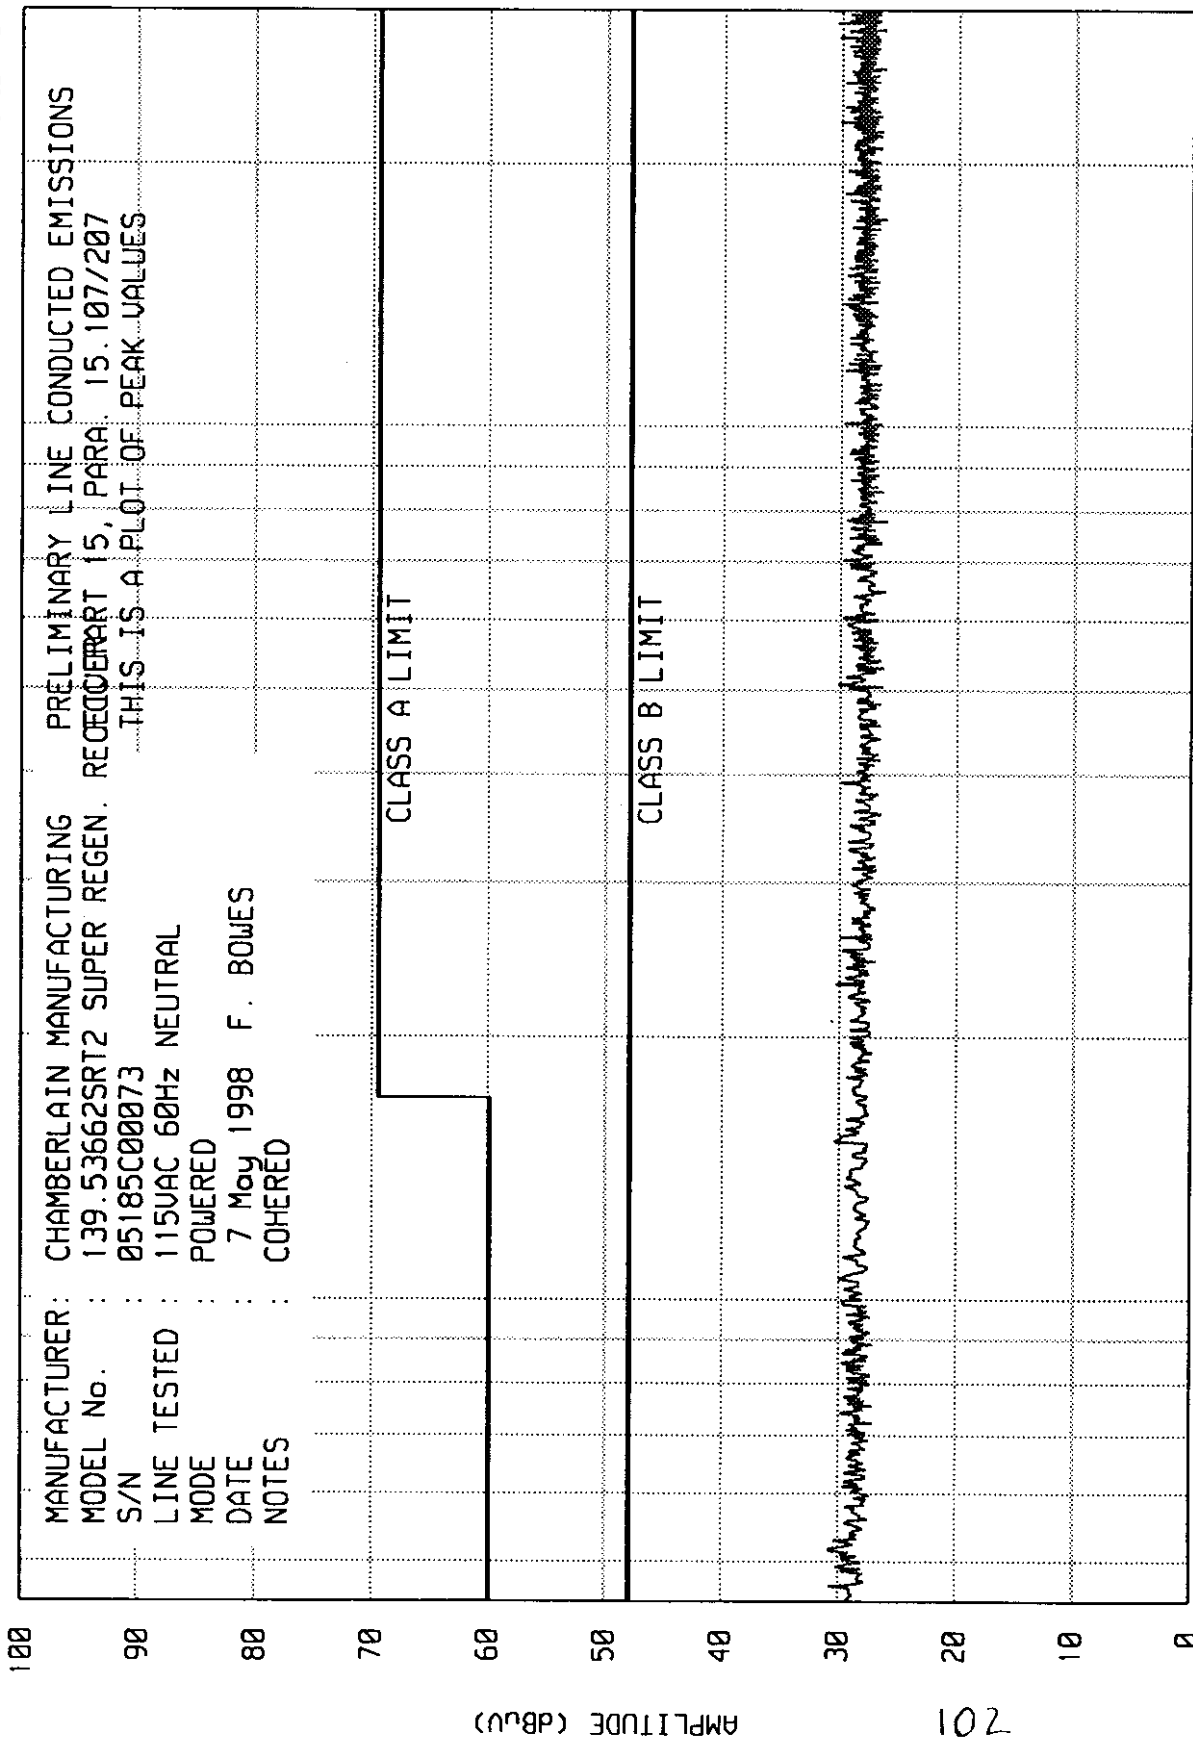 MANUFACTURER : CHAMBERLAIN MANUFACTURING
MODEL No. : 139.53662SRT2 SUPER REGEN.
S/N : 05185C00073
LINE TESTED : 115VAC 60Hz NEUTRAL
MODE : POWERED
DATE : 7 May 1998 F. BOWES
NOTES : COHERED
PRELIMINARY LINE CONDUCTED EMISSIONS
PART 15, PARA. 15.107/207
THIS IS A PLOT OF PEAK VALUES
CLASS A LIMIT
CLASS B LIMIT
100
90
80
70
60
50
40
30
20
10
0
AMPLITUDE (dBuV)
201